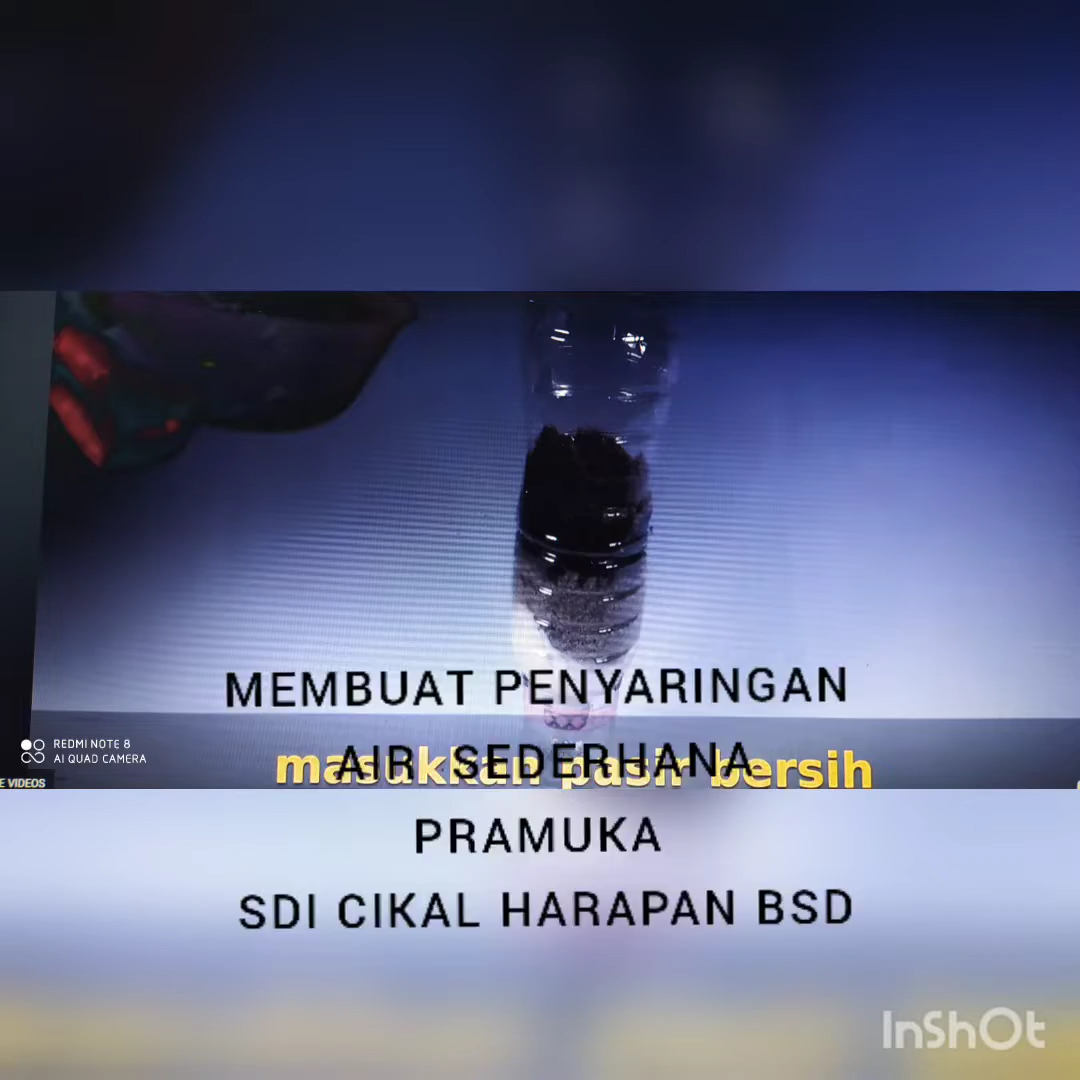 MEMBUAT PENYARINGAN
AIR SEDERHANA
masukkan pasir bersih
REDMI NOTE 8
AI QUAD CAMERA
E VIDEOS
PRAMUKA
SDI CIKAL HARAPAN BSD
InShOt